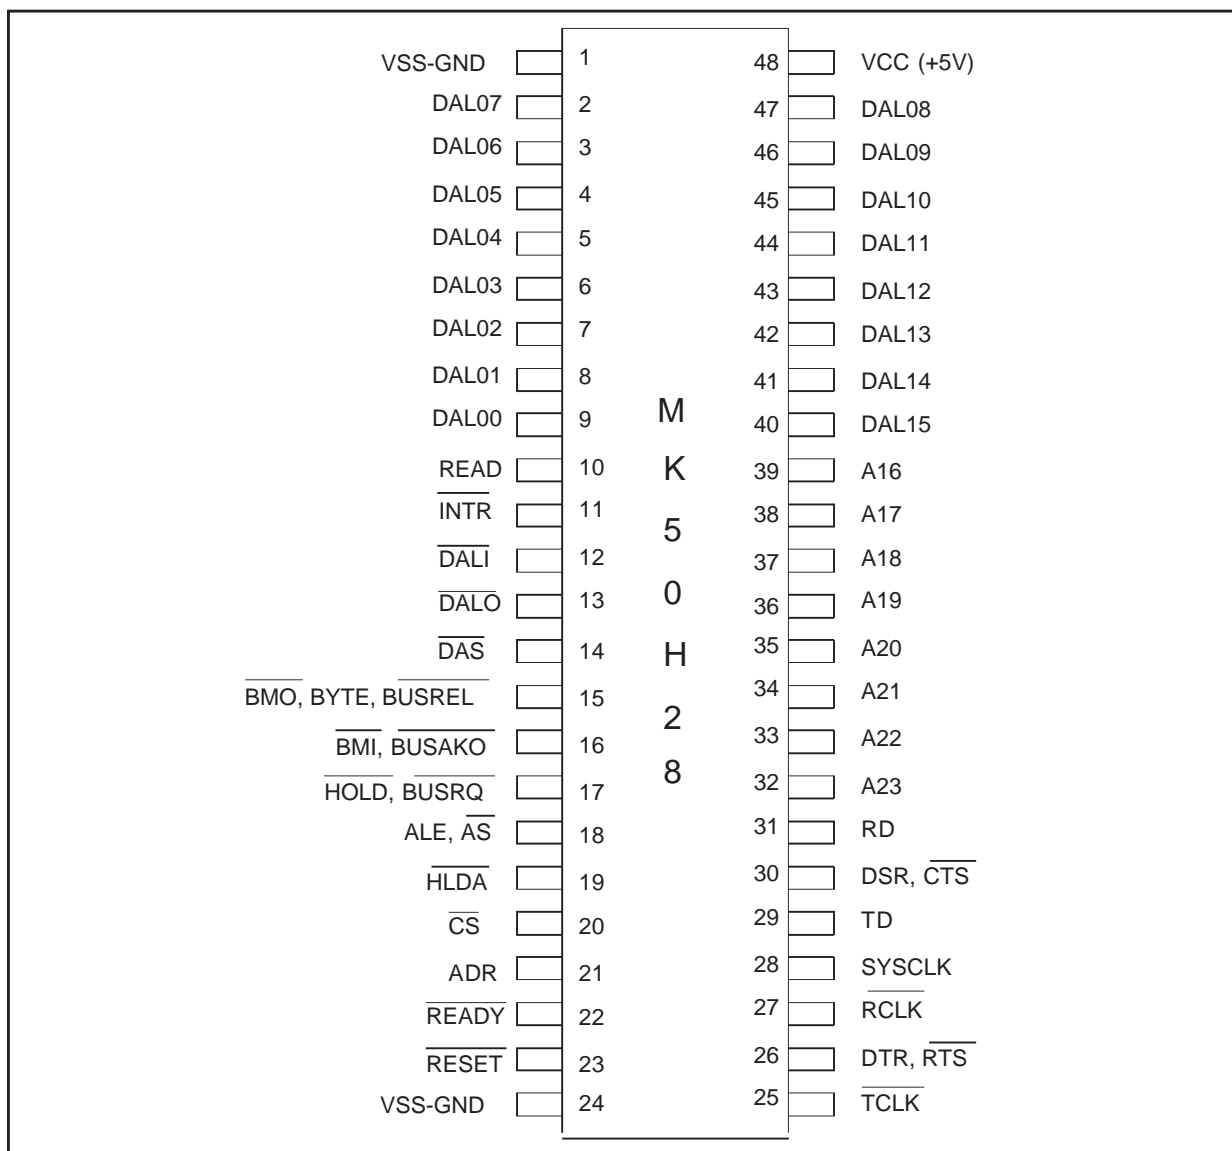 VSS-GND 1 48 VCC (+5V)
DAL07 2 47 DAL08
DAL06 3 46 DAL09
DAL05 4 45 DAL10
DAL04 5 44 DAL11
DAL03 6 43 DAL12
DAL02 7 42 DAL13
DAL01 8 41 DAL14
DAL00 9 40 DAL15
READ 10 39 A16
INTR 11 38 A17
DALI 12 37 A18
DALO 13 36 A19
DAS 14 35 A20
BMO, BYTE, BUSREL 15 34 A21
BMI, BUSAKO 16 33 A22
HOLD, BUSRQ 17 32 A23
ALE, AS 18 31 RD
HLDA 19 30 DSR, CTS
CS 20 29 TD
ADR 21 28 SYSCLK
READY 22 27 RCLK
RESET 23 26 DTR, RTS
VSS-GND 24 25 TCLK
M
K
5
0
H
2
8